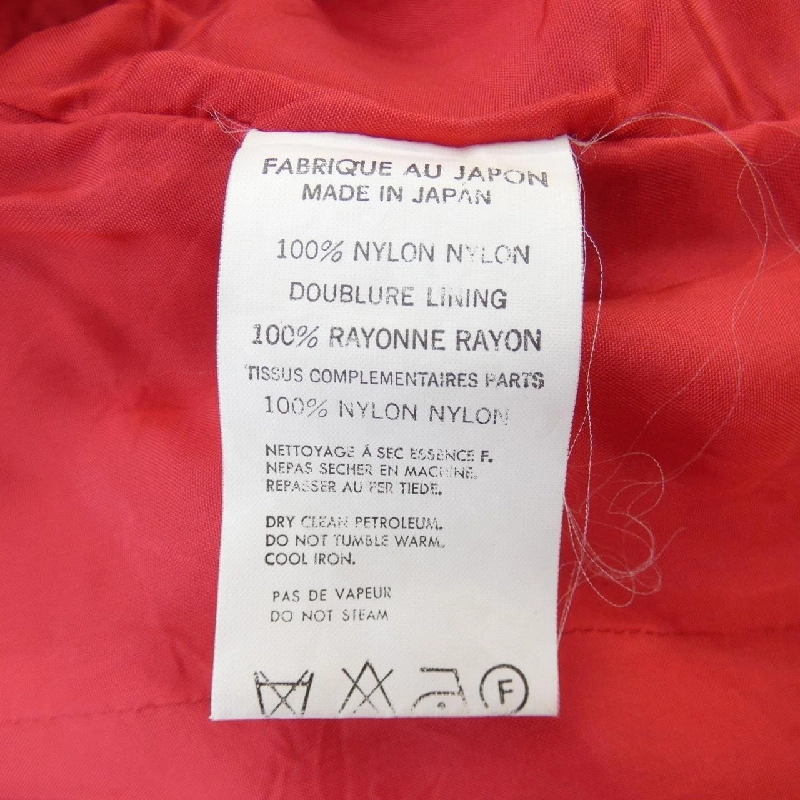 FABRIQUE AU JAPON
MADE IN JAPAN
100% NYLON NYLON
DOUBLURE LINING
100% RAYONNE RAYON
TISSUS COMPLEMENTAIRES PARTS
100% NYLON NYLON
NETTOYAGE À SEC ESSENCE F.
NEPAS SECHER EN MACHINE.
REPASSER AU FER TIEDE.
DRY CLEAN PETROLEUM.
DO NOT TUMBLE WARM.
COOL IRON.
PAS DE VAPEUR
DO NOT STEAM
F